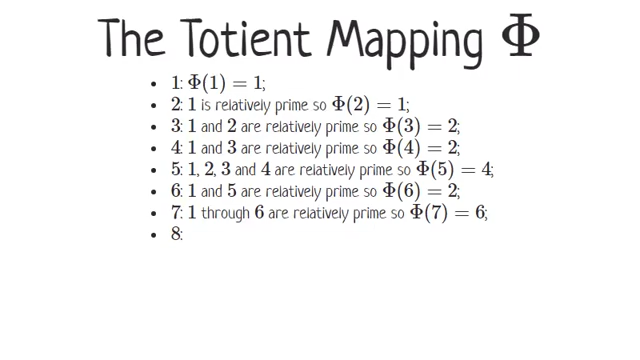 The Totient Mapping Φ
• 1: Φ(1) = 1;
• 2: 1 is relatively prime so Φ(2) = 1;
• 3: 1 and 2 are relatively prime so Φ(3) = 2;
• 4: 1 and 3 are relatively prime so Φ(4) = 2;
• 5: 1, 2, 3 and 4 are relatively prime so Φ(5) = 4;
• 6: 1 and 5 are relatively prime so Φ(6) = 2;
• 7: 1 through 6 are relatively prime so Φ(7) = 6;
• 8: